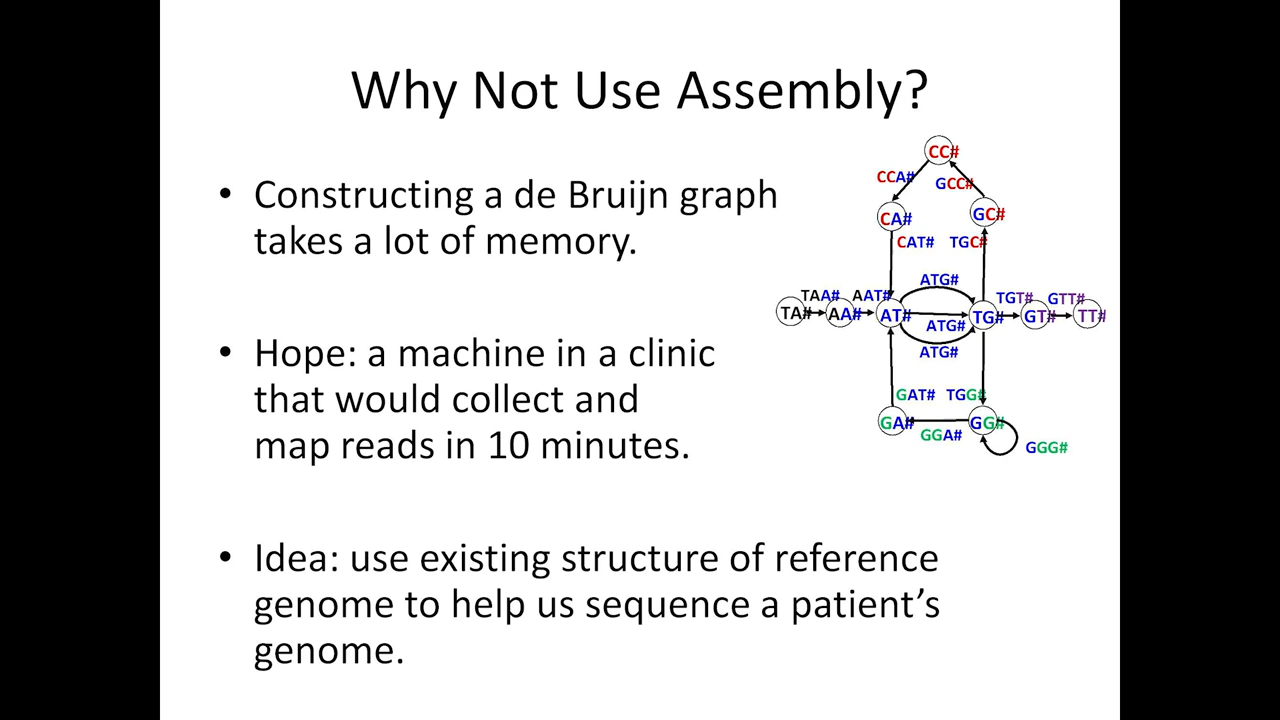 Why Not Use Assembly?
• Constructing a de Bruijn graph
takes a lot of memory.
• Hope: a machine in a clinic
that would collect and
map reads in 10 minutes.
• Idea: use existing structure of reference
genome to help us sequence a patient’s
genome.
CC#
CCA# GCC#
CA# GC#
CAT# TGC#
ATG#
TAA# AAT# TGT# GTT#
TA# AA# AT# TG# GT# TT#
ATG#
ATG#
GAT# TGG#
GA# GG#
GGA#
GGG#